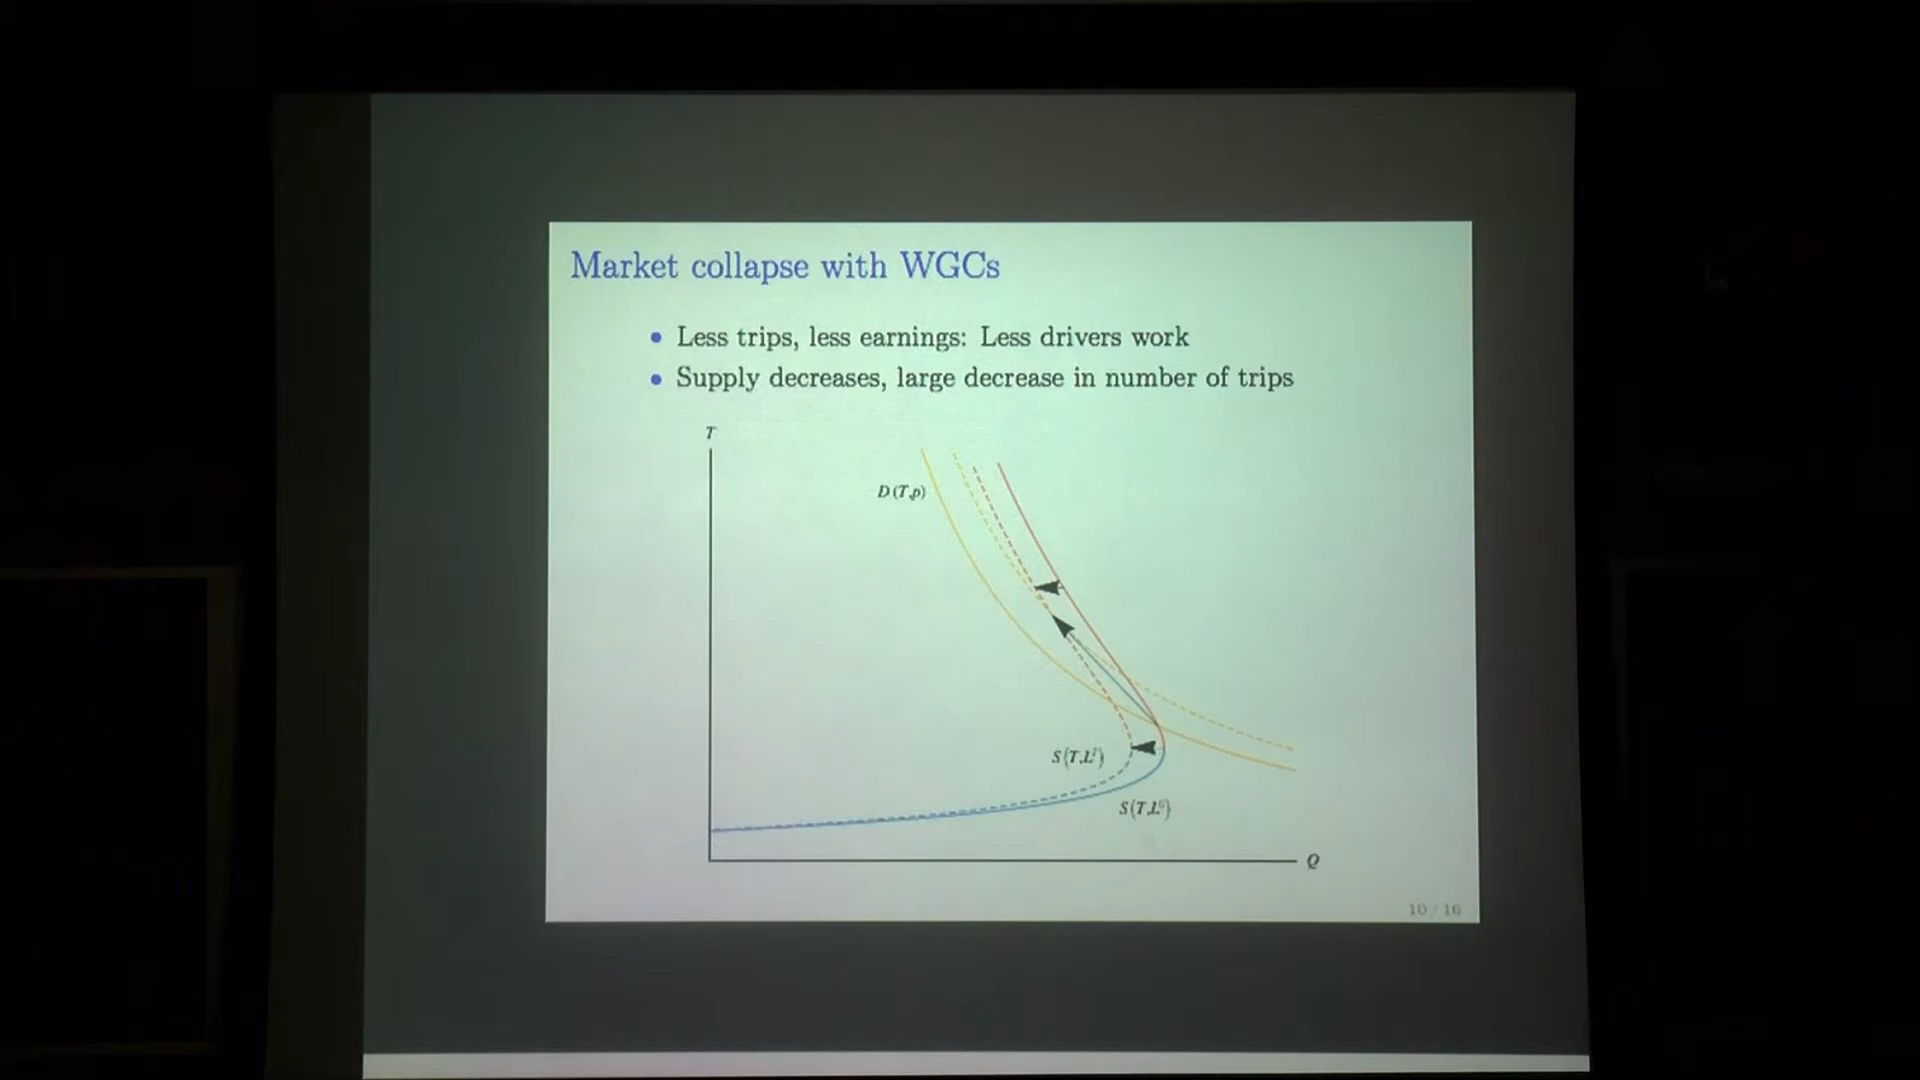 Market collapse with WGCs
• Less trips, less earnings: Less drivers work
• Supply decreases, large decrease in number of trips
T
D(T,p)
S(T,L¹)
S(T,L⁰)
Q
10 / 16